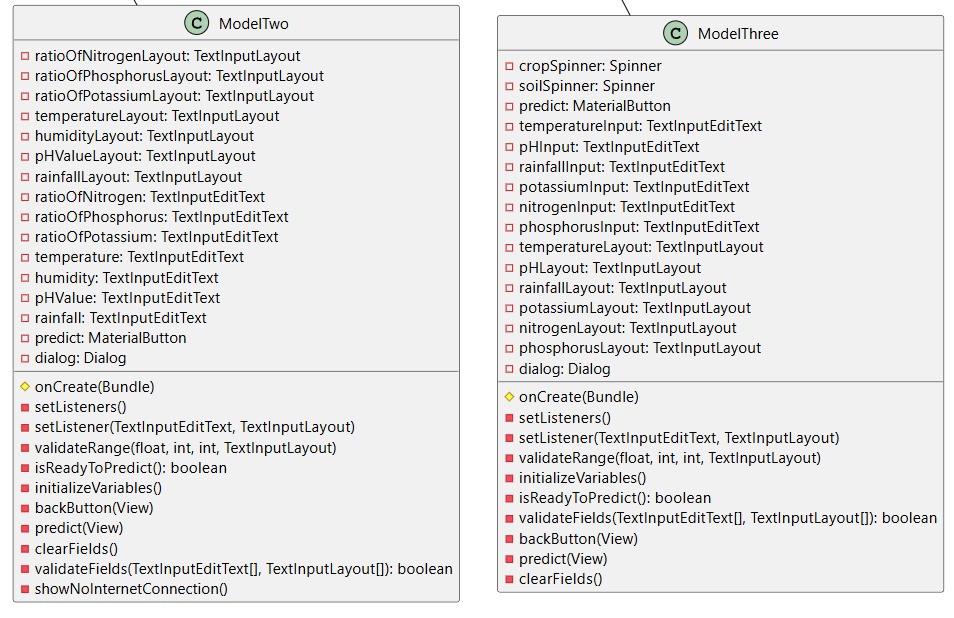 C ModelTwo
ratioOfNitrogenLayout: TextInputLayout
ratioOfPhosphorusLayout: TextInputLayout
ratioOfPotassiumLayout: TextInputLayout
temperatureLayout: TextInputLayout
humidityLayout: TextInputLayout
pHValueLayout: TextInputLayout
rainfallLayout: TextInputLayout
ratioOfNitrogen: TextInputEditText
ratioOfPhosphorus: TextInputEditText
ratioOfPotassium: TextInputEditText
temperature: TextInputEditText
humidity: TextInputEditText
pHValue: TextInputEditText
rainfall: TextInputEditText
predict: MaterialButton
dialog: Dialog
onCreate(Bundle)
setListeners()
setListener(TextInputEditText, TextInputLayout)
validateRange(float, int, int, TextInputLayout)
isReadyToPredict(): boolean
initializeVariables()
backButton(View)
predict(View)
clearFields()
validateFields(TextInputEditText[], TextInputLayout[]): boolean
showNoInternetConnection()
C ModelThree
cropSpinner: Spinner
soilSpinner: Spinner
predict: MaterialButton
temperatureInput: TextInputEditText
pHInput: TextInputEditText
rainfallInput: TextInputEditText
potassiumInput: TextInputEditText
nitrogenInput: TextInputEditText
phosphorusInput: TextInputEditText
temperatureLayout: TextInputLayout
pHLayout: TextInputLayout
rainfallLayout: TextInputLayout
potassiumLayout: TextInputLayout
nitrogenLayout: TextInputLayout
phosphorusLayout: TextInputLayout
dialog: Dialog
onCreate(Bundle)
setListeners()
setListener(TextInputEditText, TextInputLayout)
validateRange(float, int, int, TextInputLayout)
initializeVariables()
isReadyToPredict(): boolean
validateFields(TextInputEditText[], TextInputLayout[]): boolean
backButton(View)
predict(View)
clearFields()